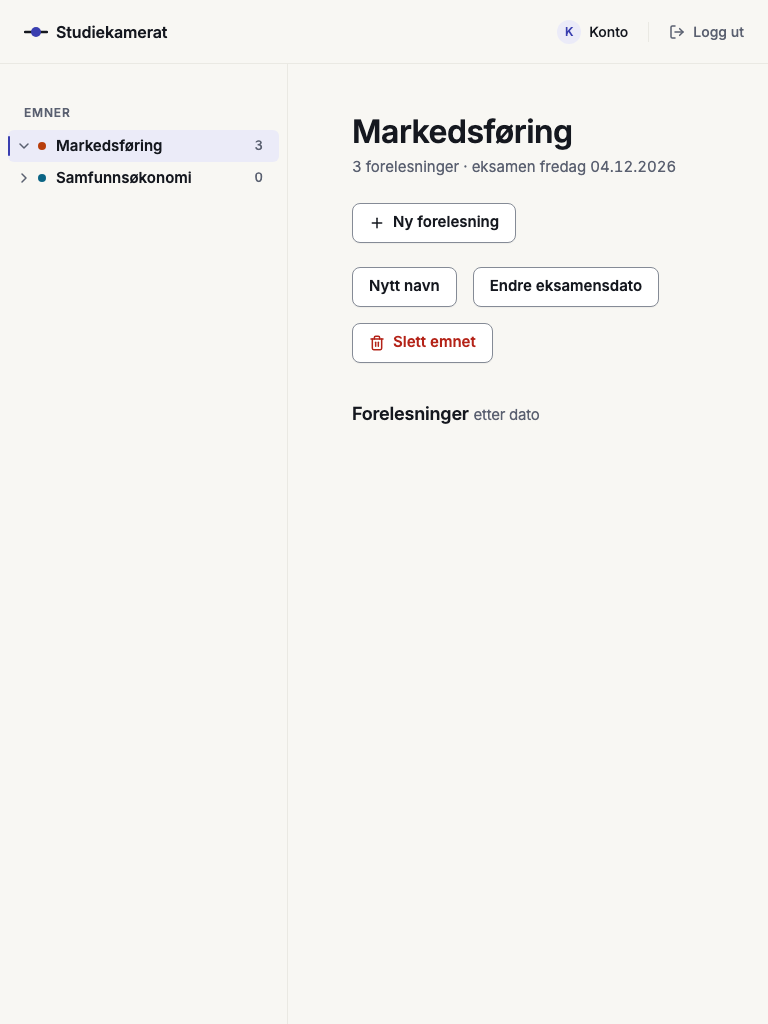 Studiekamerat
K Konto
Logg ut
EMNER
Markedsføring 3
Samfunnsøkonomi 0
Markedsføring
3 forelesninger · eksamen fredag 04.12.2026
Ny forelesning
Nytt navn
Endre eksamensdato
Slett emnet
Forelesninger etter dato